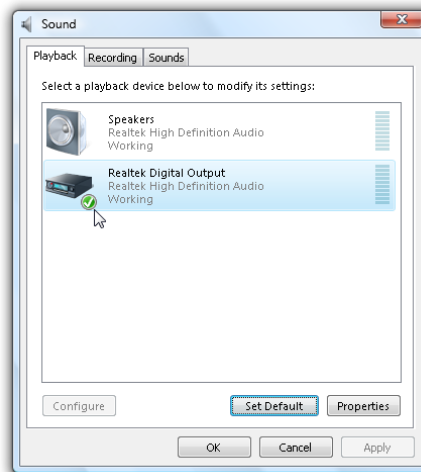 Sound
Playback Recording Sounds
Select a playback device below to modify its settings:
Speakers
Realtek High Definition Audio
Working
Realtek Digital Output
Realtek High Definition Audio
Working
Configure Set Default Properties
OK Cancel Apply